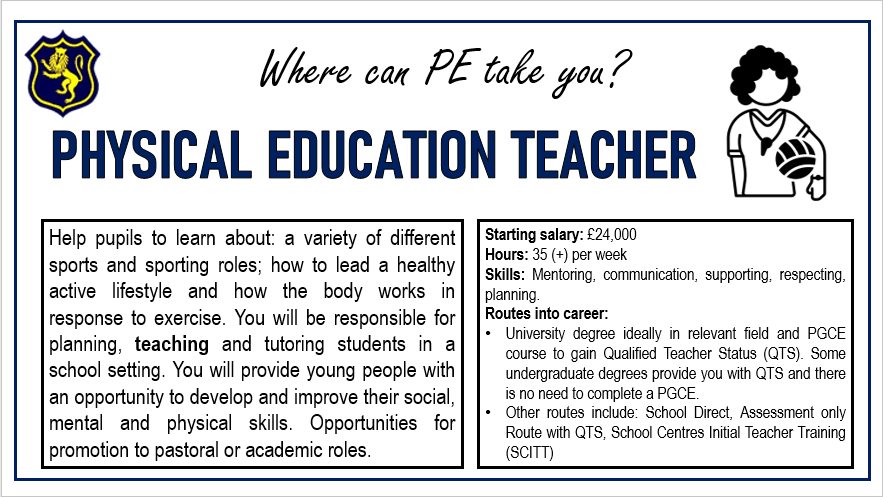 Where can PE take you?
PHYSICAL EDUCATION TEACHER
Help pupils to learn about: a variety of different
sports and sporting roles; how to lead a healthy
active lifestyle and how the body works in
response to exercise. You will be responsible for
planning, teaching and tutoring students in a
school setting. You will provide young people with
an opportunity to develop and improve their social,
mental and physical skills. Opportunities for
promotion to pastoral or academic roles.
Starting salary: £24,000
Hours: 35 (+) per week
Skills: Mentoring, communication, supporting, respecting,
planning.
Routes into career:
• University degree ideally in relevant field and PGCE
course to gain Qualified Teacher Status (QTS). Some
undergraduate degrees provide you with QTS and there
is no need to complete a PGCE.
• Other routes include: School Direct, Assessment only
Route with QTS, School Centres Initial Teacher Training
(SCITT)